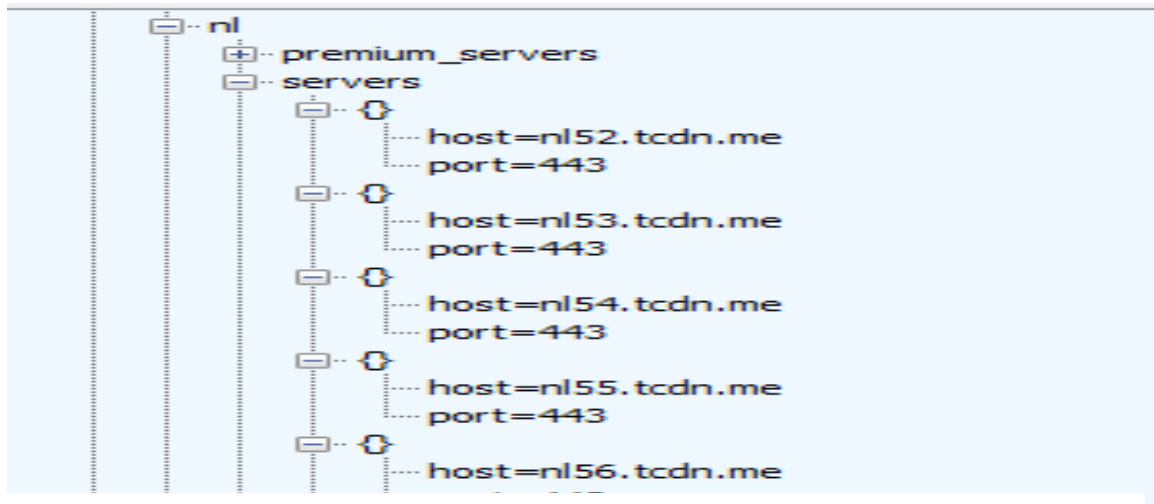 nl
premium_servers
servers
{}
host=nl52.tcdn.me
port=443
{}
host=nl53.tcdn.me
port=443
{}
host=nl54.tcdn.me
port=443
{}
host=nl55.tcdn.me
port=443
{}
host=nl56.tcdn.me